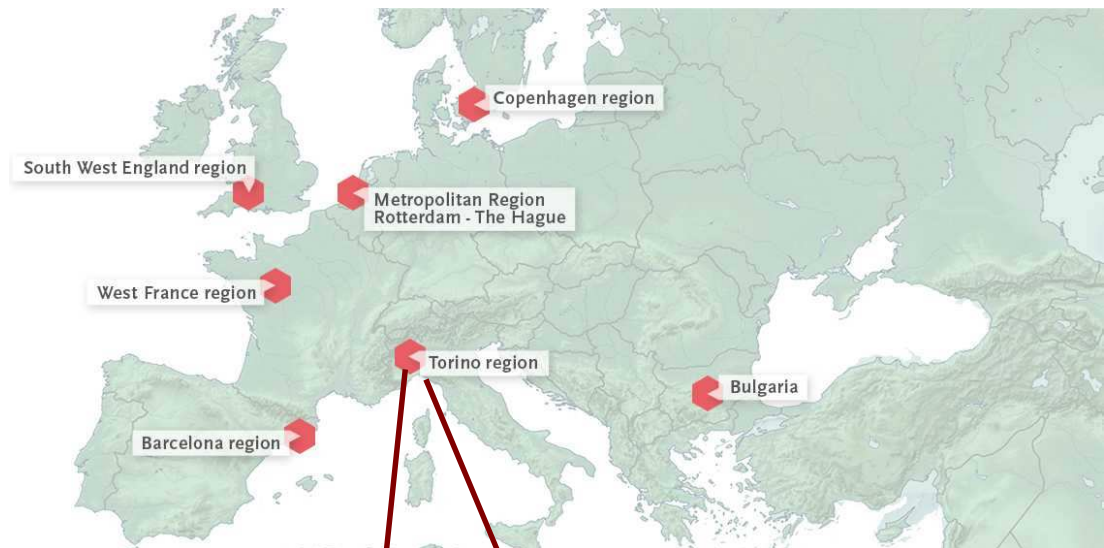 Copenhagen region
South West England region
Metropolitan Region
Rotterdam - The Hague
West France region
Torino region
Bulgaria
Barcelona region